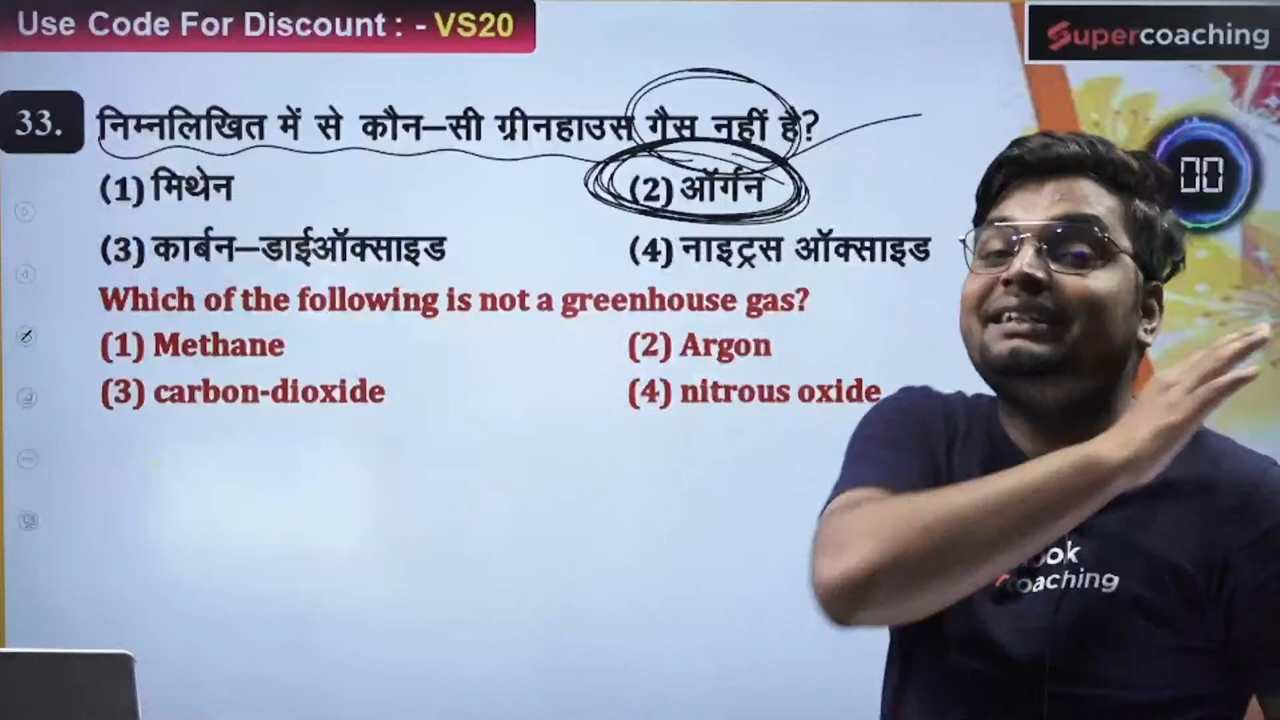 Use Code For Discount : - VS20
Supercoaching
33. निम्नलिखित में से कौन–सी ग्रीनहाउस गैस नहीं है?
00
(1) मिथेन (2) ऑर्गन
(3) कार्बन–डाईऑक्साइड (4) नाइट्रस ऑक्साइड
Which of the following is not a greenhouse gas?
(1) Methane (2) Argon
(3) carbon-dioxide (4) nitrous oxide
coaching